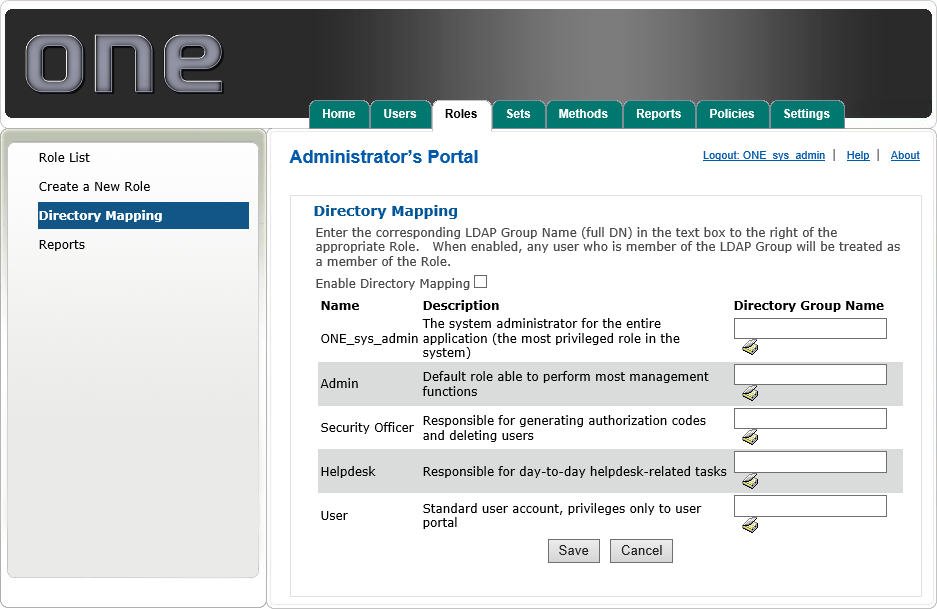 one
Home Users Roles Sets Methods Reports Policies Settings
Role List
Create a New Role
Directory Mapping
Reports
Administrator's Portal
Logout: ONE_sys_admin | Help | About
Directory Mapping
Enter the corresponding LDAP Group Name (full DN) in the text box to the right of the
appropriate Role. When enabled, any user who is member of the LDAP Group will be treated as
a member of the Role.
Enable Directory Mapping
Name Description Directory Group Name
The system administrator for the entire
ONE_sys_admin application (the most privileged role in the
system)
Admin Default role able to perform most management
functions
Security Officer Responsible for generating authorization codes
and deleting users
Helpdesk Responsible for day-to-day helpdesk-related tasks
User Standard user account, privileges only to user
portal
Save Cancel